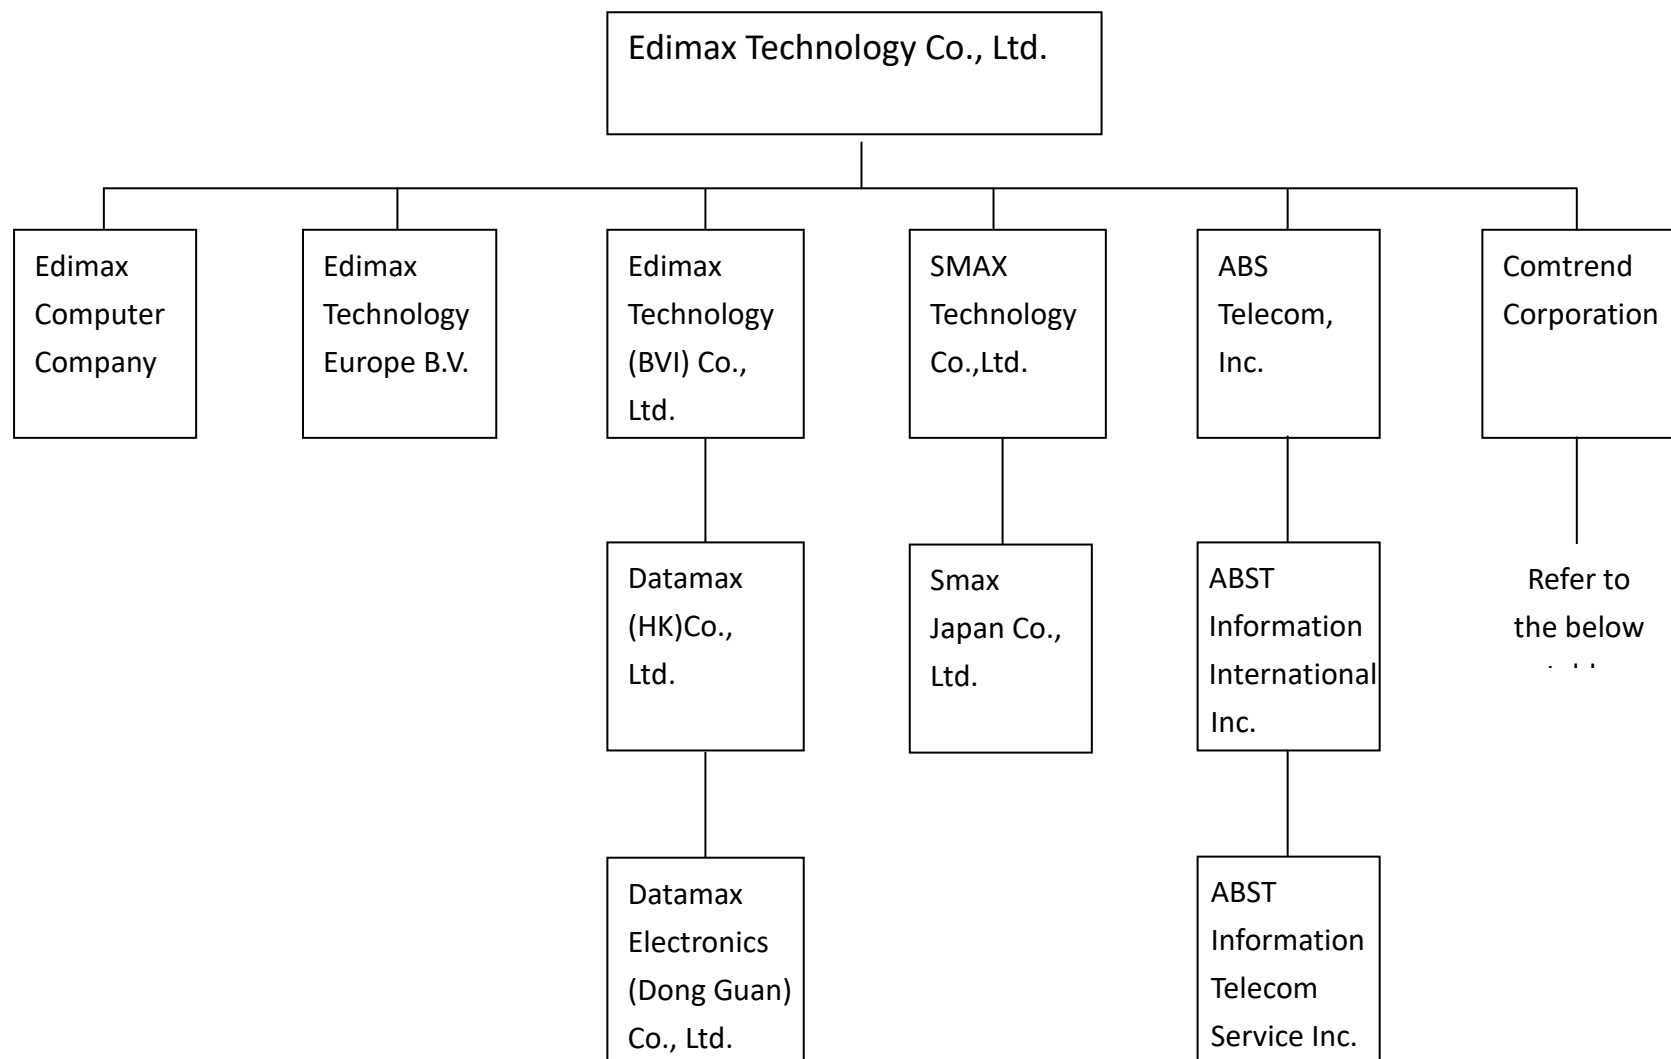 Edimax Technology Co., Ltd.
Edimax
Computer
Company
Edimax
Technology
Europe B.V.
Edimax
Technology
(BVI) Co.,
Ltd.
SMAX
Technology
Co.,Ltd.
ABS
Telecom,
Inc.
Comtrend
Corporation
Datamax
(HK)Co.,
Ltd.
Smax
Japan Co.,
Ltd.
ABST
Information
International
Inc.
Refer to
the below
Datamax
Electronics
(Dong Guan)
Co., Ltd.
ABST
Information
Telecom
Service Inc.